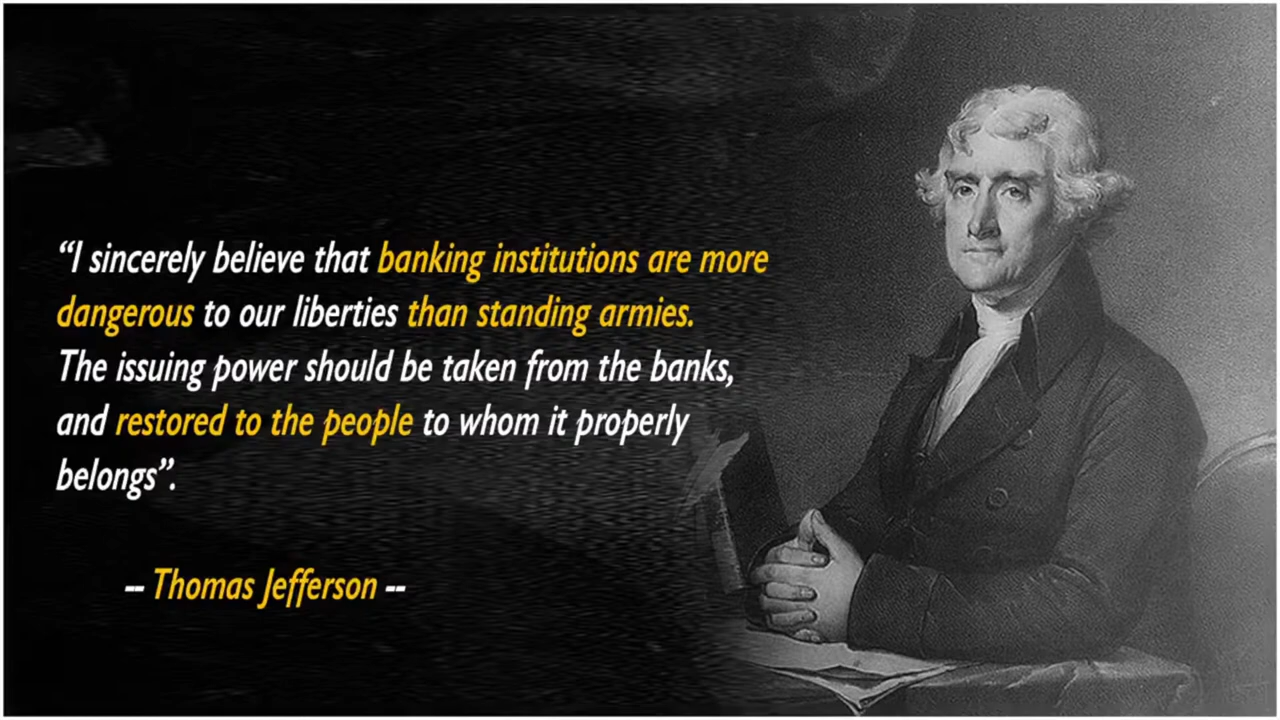 “I sincerely believe that banking institutions are more
dangerous to our liberties than standing armies.
The issuing power should be taken from the banks,
and restored to the people to whom it properly
belongs”.
-- Thomas Jefferson --